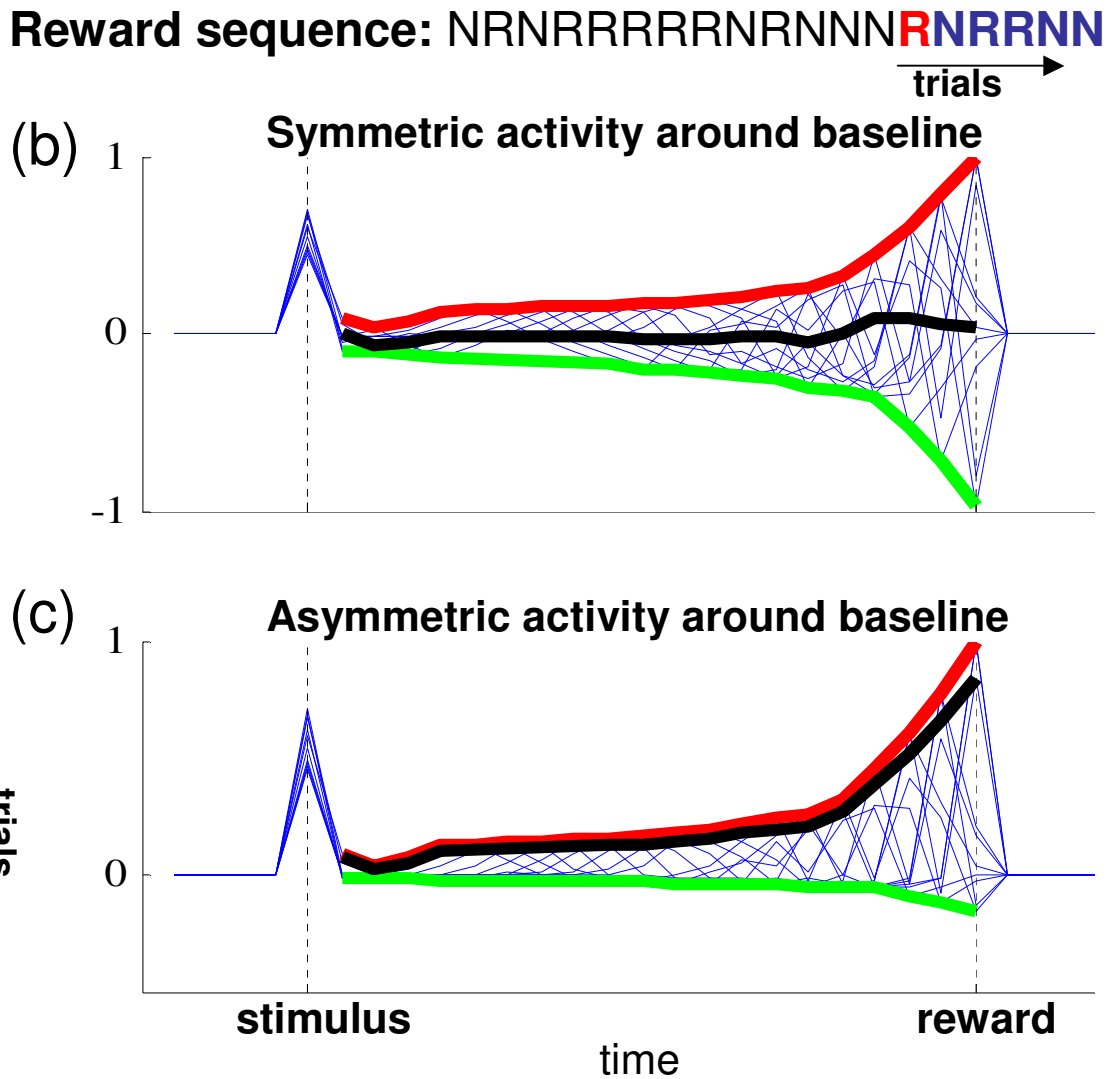 Reward sequence: NRNRRRRRNRNNNRNRRNN
trials
(b)
Symmetric activity around baseline
1
0
-1
(c)
Asymmetric activity around baseline
1
0
trials
stimulus
reward
time